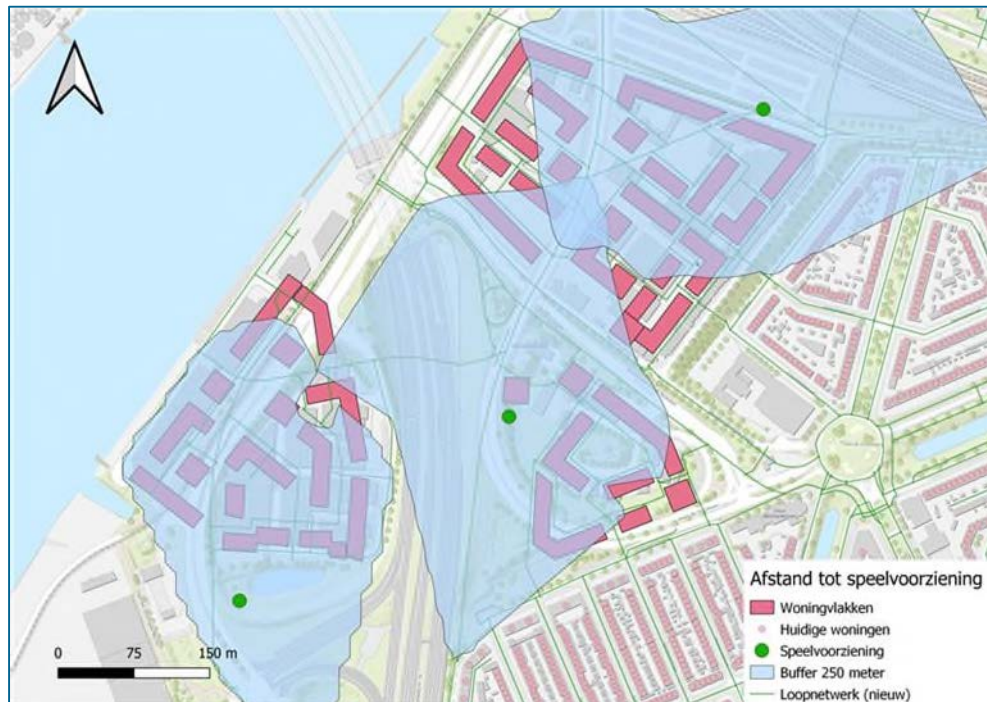 Afstand tot speelvoorziening
Woningvlakken
Huidige woningen
Speelvoorziening
Buffer 250 meter
Loopnetwerk (nieuw)
0 75 150 m